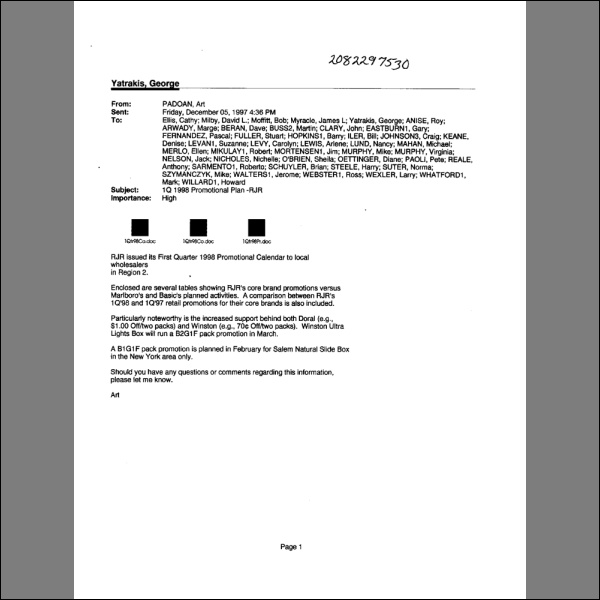 2082297530
Yatrakis, George
From: PADOAN, Art
Sent: Friday, December 05, 1997 4:36 PM
To: Ellis, Cathy; Milby, David L.; Moffitt, Bob; Myracle, James L; Yatrakis, George; ANISE, Roy;
ARWADY, Marge; BERAN, Dave; BUSS2, Martin; CLARY, John; EASTBURN1, Gary;
FERNANDEZ, Pascal; FULLER, Stuart; HOPKINS1, Barry; ILER, Bill; JOHNSON3, Craig; KEANE,
Denise; LEVAN1, Suzanne; LEVY, Carolyn; LEWIS, Arlene; LUND, Nancy; MAHAN, Michael;
MERLO, Ellen; MIKULAY1, Robert; MORTENSEN1, Jim; MURPHY, Mike; MURPHY, Virginia;
NELSON, Jack; NICHOLES, Nichelle; O'BRIEN, Sheila; OETTINGER, Diane; PAOLI, Pete; REALE,
Anthony; SARMENTO1, Roberto; SCHUYLER, Brian; STEELE, Harry; SUTER, Norma;
SZYMANCZYK, Mike; WALTERS1, Jerome; WEBSTER1, Ross; WEXLER, Larry; WHATFORD1,
Mark; WILLARD1, Howard
Subject: 1Q 1998 Promotional Plan -RJR
Importance: High
1Qtr98Ca.doc 1Qtr98Co.doc 1Qtr98Pr.doc
RJR issued its First Quarter 1998 Promotional Calendar to local
wholesalers
in Region 2.
Enclosed are several tables showing RJR's core brand promotions versus
Marlboro's and Basic's planned activities. A comparison between RJR's
1Q'98 and 1Q'97 retail promotions for their core brands is also included.
Particularly noteworthy is the increased support behind both Doral (e.g.,
$1.00 Off/two packs) and Winston (e.g., 70¢ Off/two packs). Winston Ultra
Lights Box will run a B2G1F pack promotion in March.
A B1G1F pack promotion is planned in February for Salem Natural Slide Box
in the New York area only.
Should you have any questions or comments regarding this information,
please let me know.
Art
Page 1